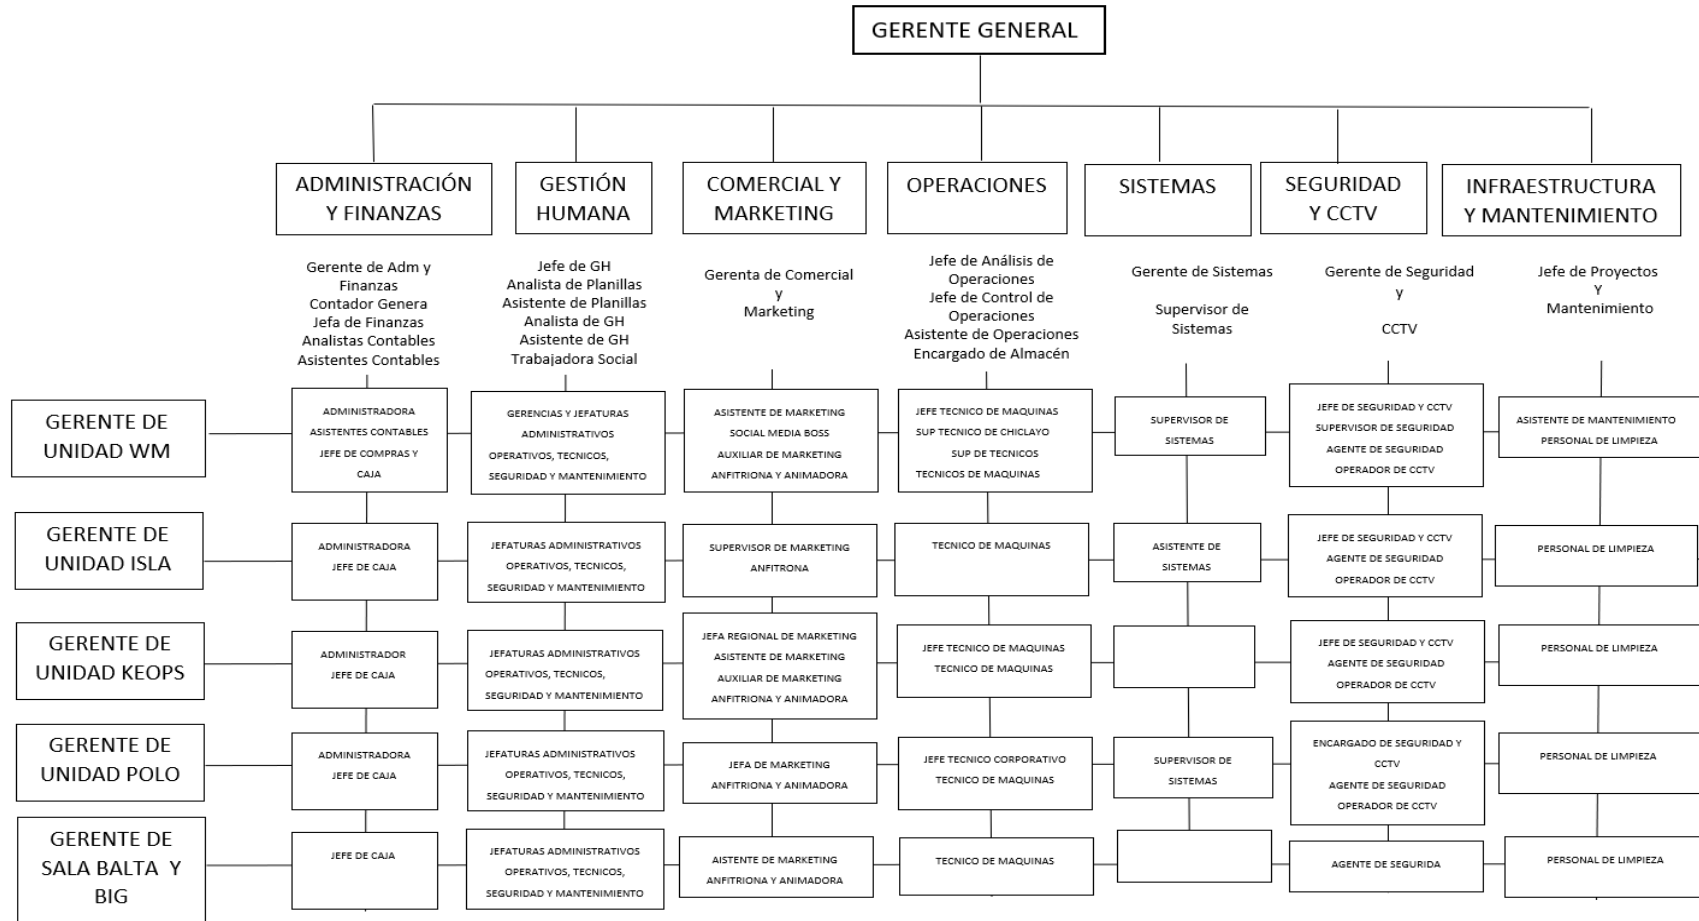 GERENTE GENERAL
ADMINISTRACIÓN
Y FINANZAS
GESTIÓN
HUMANA
COMERCIAL Y
MARKETING
OPERACIONES
SISTEMAS
SEGURIDAD
Y CCTV
INFRAESTRUCTURA
Y MANTENIMIENTO
Gerente de Adm y
Finanzas
Contador Genera
Jefa de Finanzas
Analistas Contables
Asistentes Contables
Jefe de GH
Analista de Planillas
Asistente de Planillas
Analista de GH
Asistente de GH
Trabajadora Social
Gerenta de Comercial
y
Marketing
Jefe de Análisis de
Operaciones
Jefe de Control de
Operaciones
Asistente de Operaciones
Encargado de Almacén
Gerente de Sistemas
Supervisor de
Sistemas
Gerente de Seguridad
y
CCTV
Jefe de Proyectos
Y
Mantenimiento
GERENTE DE
UNIDAD WM
ADMINISTRADORA
ASISTENTES CONTABLES
JEFE DE COMPRAS Y
CAJA
GERENCIAS Y JEFATURAS
ADMINISTRATIVOS
OPERATIVOS, TECNICOS,
SEGURIDAD Y MANTENIMIENTO
ASISTENTE DE MARKETING
SOCIAL MEDIA BOSS
AUXILIAR DE MARKETING
ANFITRIONA Y ANIMADORA
JEFE TECNICO DE MAQUINAS
SUP TECNICO DE CHICLAYO
SUP DE TECNICOS
TECNICOS DE MAQUINAS
SUPERVISOR DE
SISTEMAS
JEFE DE SEGURIDAD Y CCTV
SUPERVISOR DE SEGURIDAD
AGENTE DE SEGURIDAD
OPERADOR DE CCTV
ASISTENTE DE MANTENIMIENTO
PERSONAL DE LIMPIEZA
GERENTE DE
UNIDAD ISLA
ADMINISTRADORA
JEFE DE CAJA
JEFATURAS ADMINISTRATIVOS
OPERATIVOS, TECNICOS,
SEGURIDAD Y MANTENIMIENTO
SUPERVISOR DE MARKETING
ANFITRONA
TECNICO DE MAQUINAS
ASISTENTE DE
SISTEMAS
JEFE DE SEGURIDAD Y CCTV
AGENTE DE SEGURIDAD
OPERADOR DE CCTV
PERSONAL DE LIMPIEZA
GERENTE DE
UNIDAD KEOPS
ADMINISTRADOR
JEFE DE CAJA
JEFATURAS ADMINISTRATIVOS
OPERATIVOS, TECNICOS,
SEGURIDAD Y MANTENIMIENTO
JEFA REGIONAL DE MARKETING
ASISTENTE DE MARKETING
AUXILIAR DE MARKETING
ANFITRIONA Y ANIMADORA
JEFE TECNICO DE MAQUINAS
TECNICO DE MAQUINAS
JEFE DE SEGURIDAD Y CCTV
AGENTE DE SEGURIDAD
OPERADOR DE CCTV
PERSONAL DE LIMPIEZA
GERENTE DE
UNIDAD POLO
ADMINISTRADORA
JEFE DE CAJA
JEFATURAS ADMINISTRATIVOS
OPERATIVOS, TECNICOS,
SEGURIDAD Y MANTENIMIENTO
JEFA DE MARKETING
ANFITRIONA Y ANIMADORA
JEFE TECNICO CORPORATIVO
TECNICO DE MAQUINAS
SUPERVISOR DE
SISTEMAS
ENCARGADO DE SEGURIDAD Y
CCTV
AGENTE DE SEGURIDAD
OPERADOR DE CCTV
PERSONAL DE LIMPIEZA
GERENTE DE
SALA BALTA Y
BIG
JEFE DE CAJA
JEFATURAS ADMINISTRATIVOS
OPERATIVOS, TECNICOS,
SEGURIDAD Y MANTENIMIENTO
AISTENTE DE MARKETING
ANFITRIONA Y ANIMADORA
TECNICO DE MAQUINAS
AGENTE DE SEGURIDA
PERSONAL DE LIMPIEZA